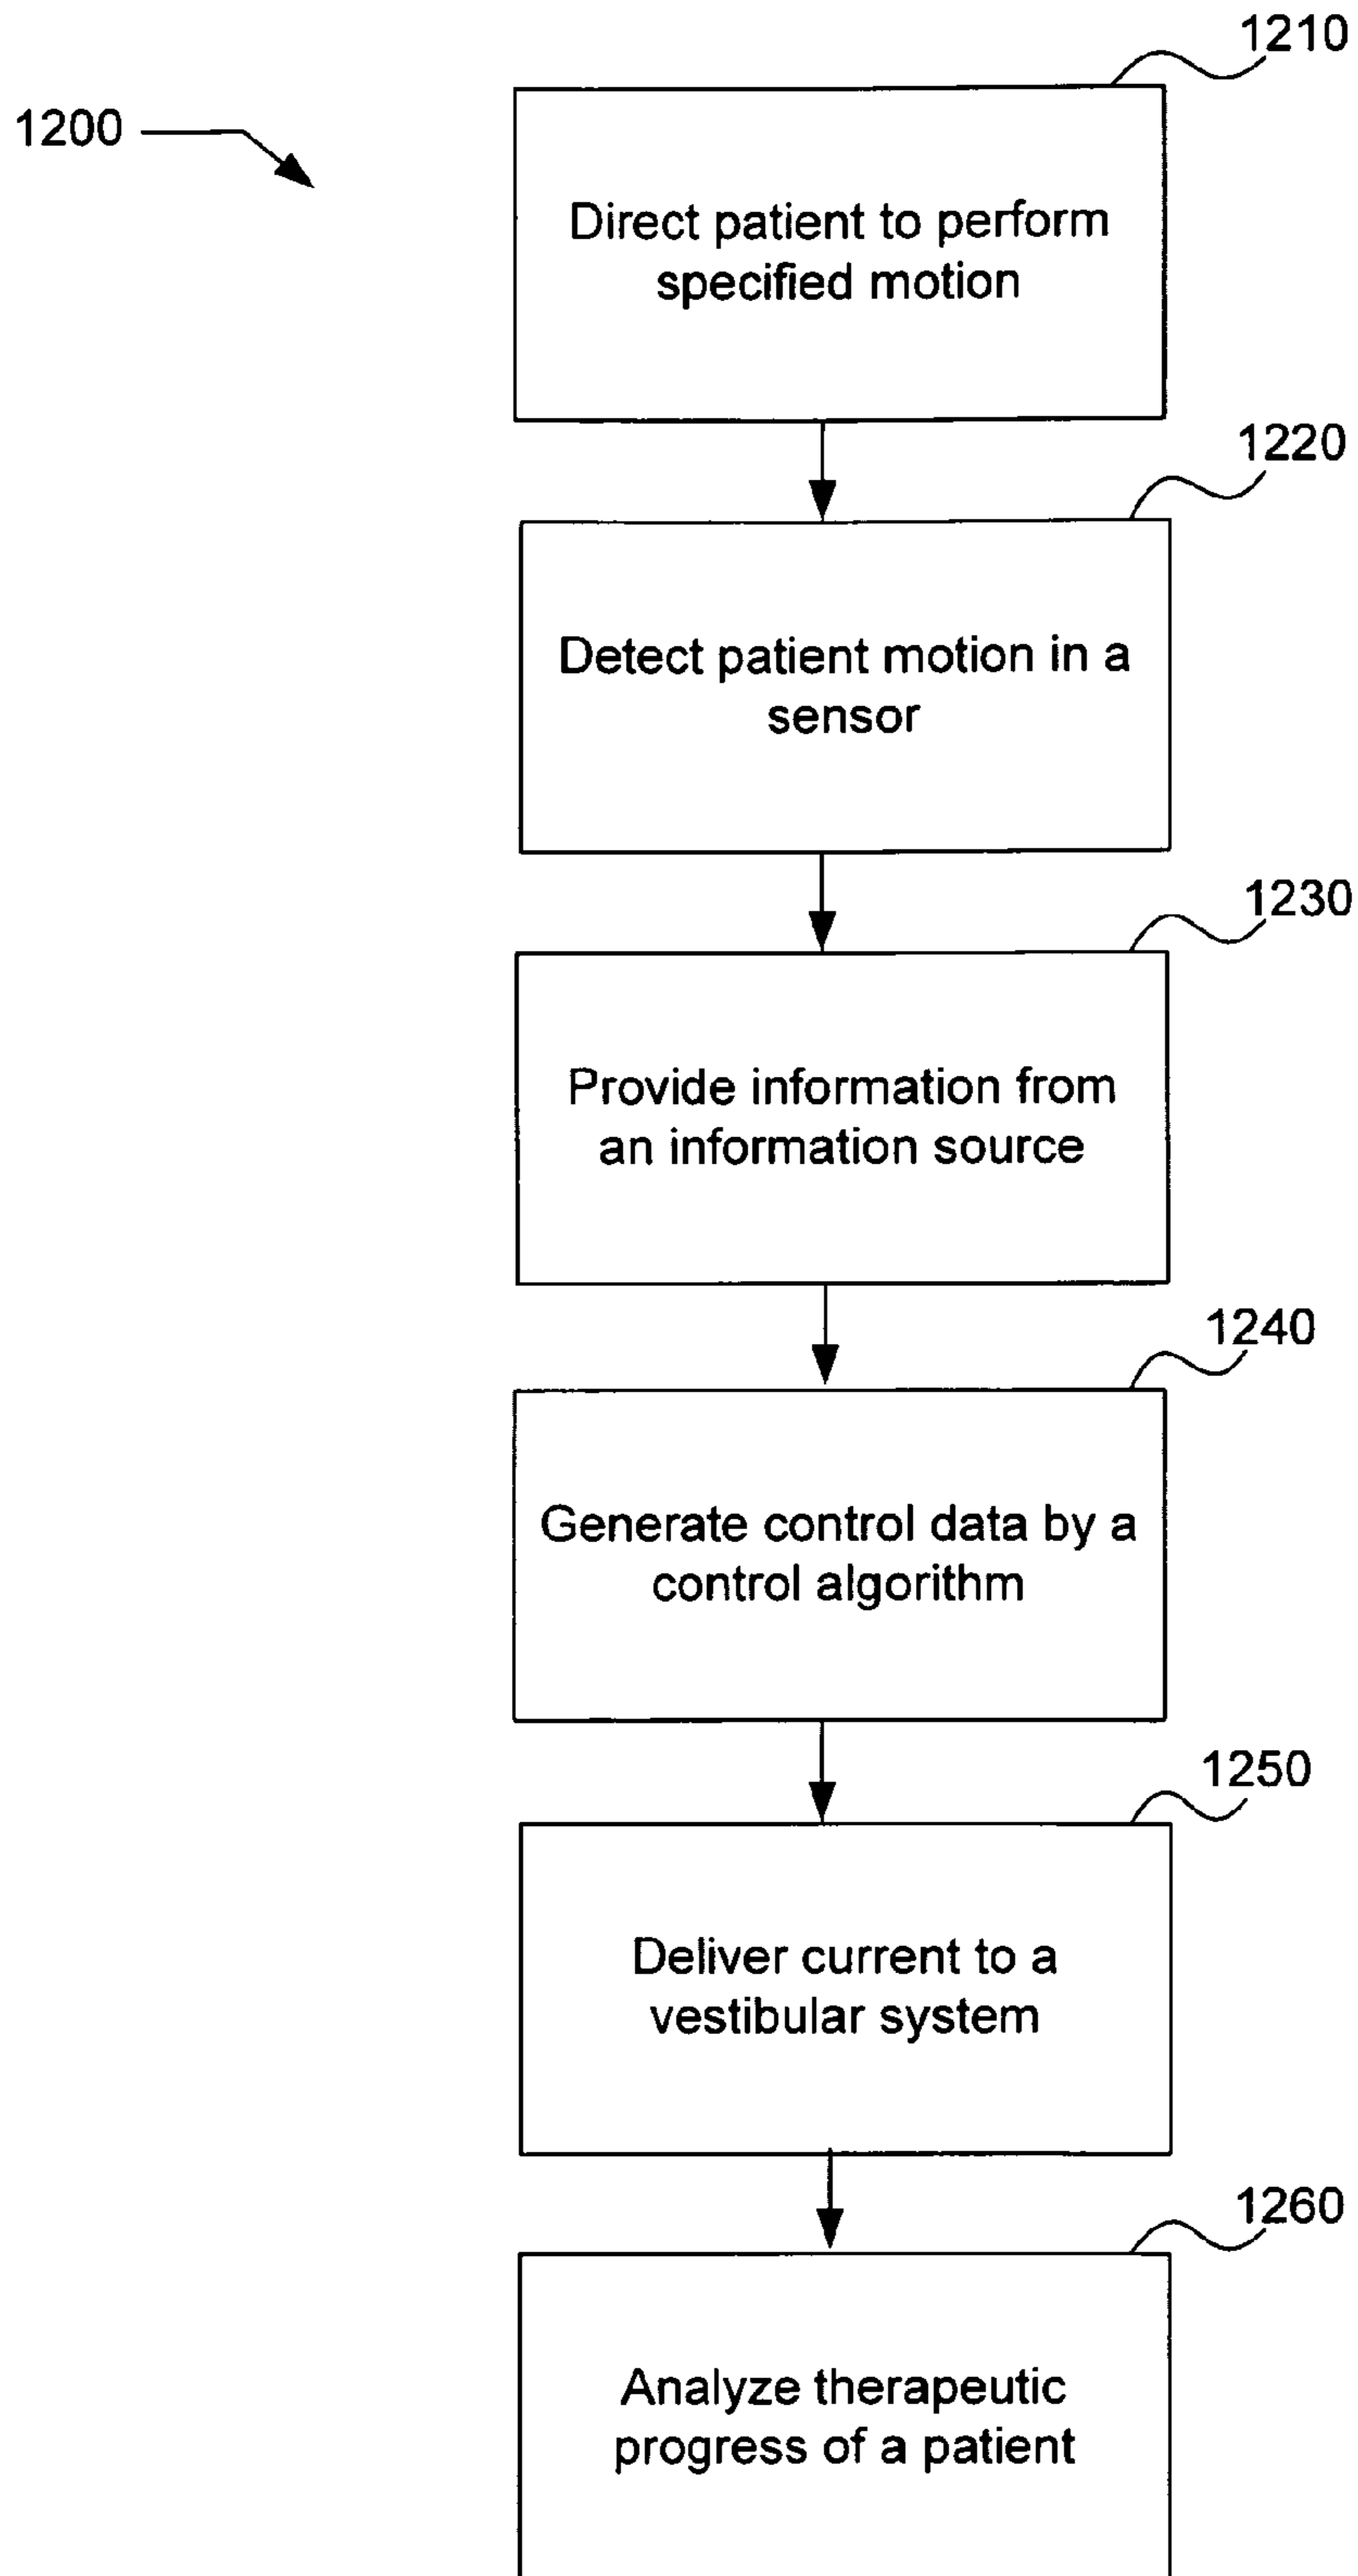 1210
1200
Direct patient to perform
specified motion
1220
Detect patient motion in a
sensor
1230
Provide information from
an information source
1240
Generate control data by a
control algorithm
1250
Deliver current to a
vestibular system
1260
Analyze therapeutic
progress of a patient